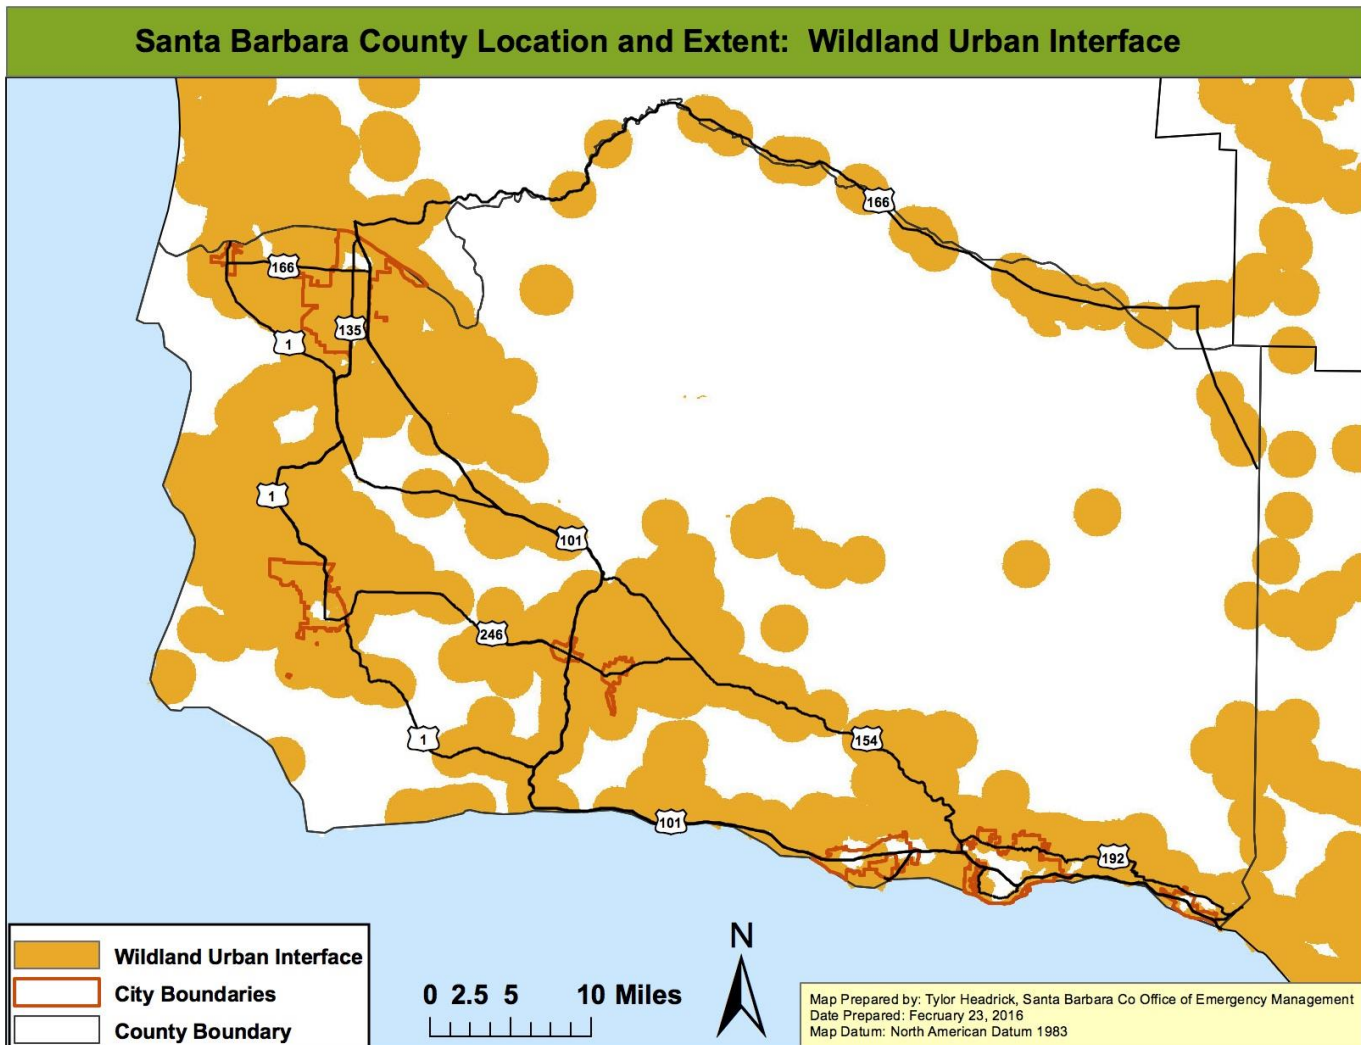 Santa Barbara County Location and Extent: Wildland Urban Interface
166
166
135
1
1
101
246
1
154
101
192
Wildland Urban Interface
City Boundaries
County Boundary
0 2.5 5 10 Miles
N
Map Prepared by: Tylor Headrick, Santa Barbara Co Office of Emergency Management
Date Prepared: Fecruary 23, 2016
Map Datum: North American Datum 1983